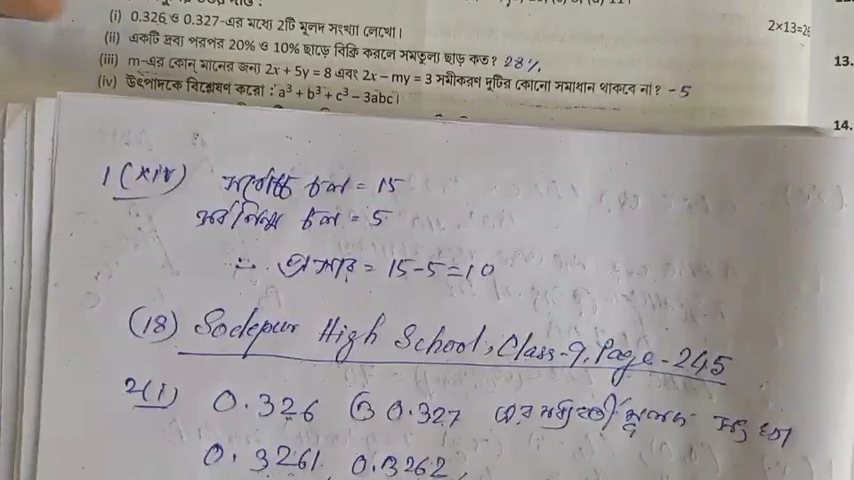 (i) 0.326 ও 0.327-এর মধ্যে 2টি মূলদ সংখ্যা লেখো। 2×13=26
(ii) একটি দ্রব্য পরপর 20% ও 10% ছাড়ে বিক্রি করলে সমতুল্য ছাড় কত? 28%
(iii) m-এর কোন্ মানের জন্য 2x + 5y = 8 এবং 2x – my = 3 সমীকরণ দুটির কোনো সমাধান থাকবে না? -5
13.
(iv) উৎপাদকে বিশ্লেষণ করো : a³ + b³ + c³ – 3abc।
14.
1(xiv) সর্বোচ্চ চল = 15
সর্বনিম্ন চল = 5
∴ প্রসার = 15-5=10
(18) Sodepur High School, Class-9, Page-245
2(i) 0.326 ও 0.327 এর মধ্যবর্তী মূলদ সংখ্যা
0.3261, 0.3262,